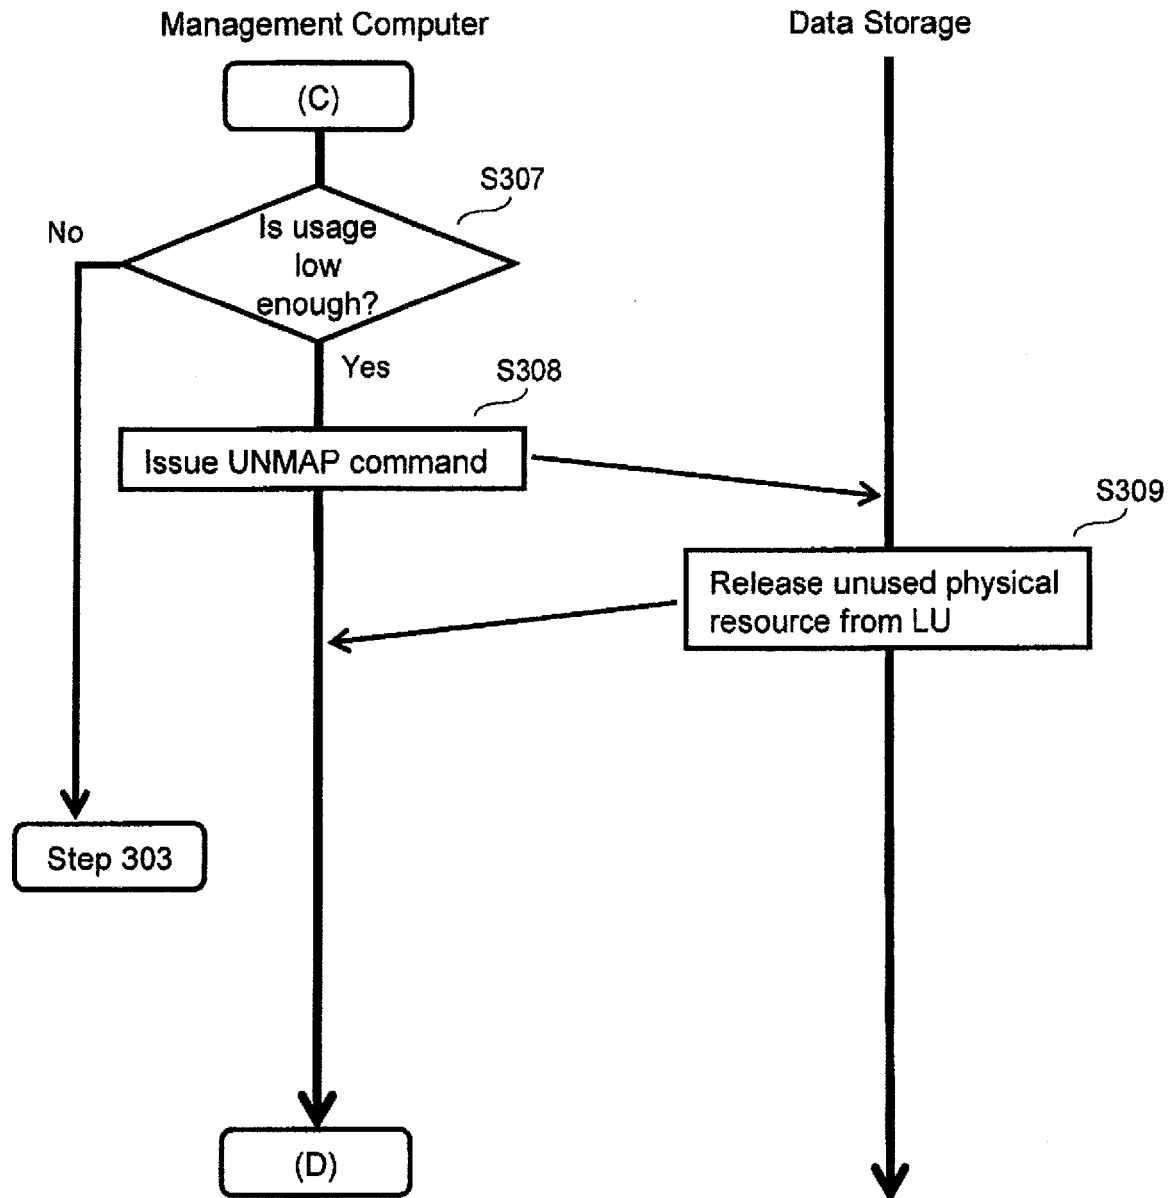 Management Computer
Data Storage
(C)
S307
No
Is usage
low
enough?
Yes
S308
Issue UNMAP command
S309
Release unused physical
resource from LU
Step 303
(D)